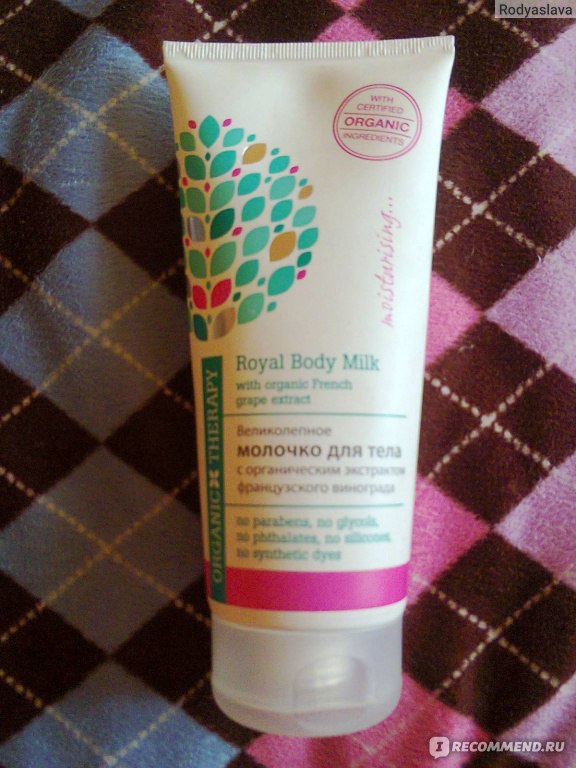 Rodyaslava
WITH
CERTIFIED
ORGANIC
INGREDIENTS
moisturising...
ORGANIC THERAPY
Royal Body Milk
with organic French
grape extract
Великолепное
молочко для тела
с органическим экстрактом
французского винограда
no parabens, no glycols,
no phthalates, no silicones,
no synthetic dyes
I RECOMMEND.RU